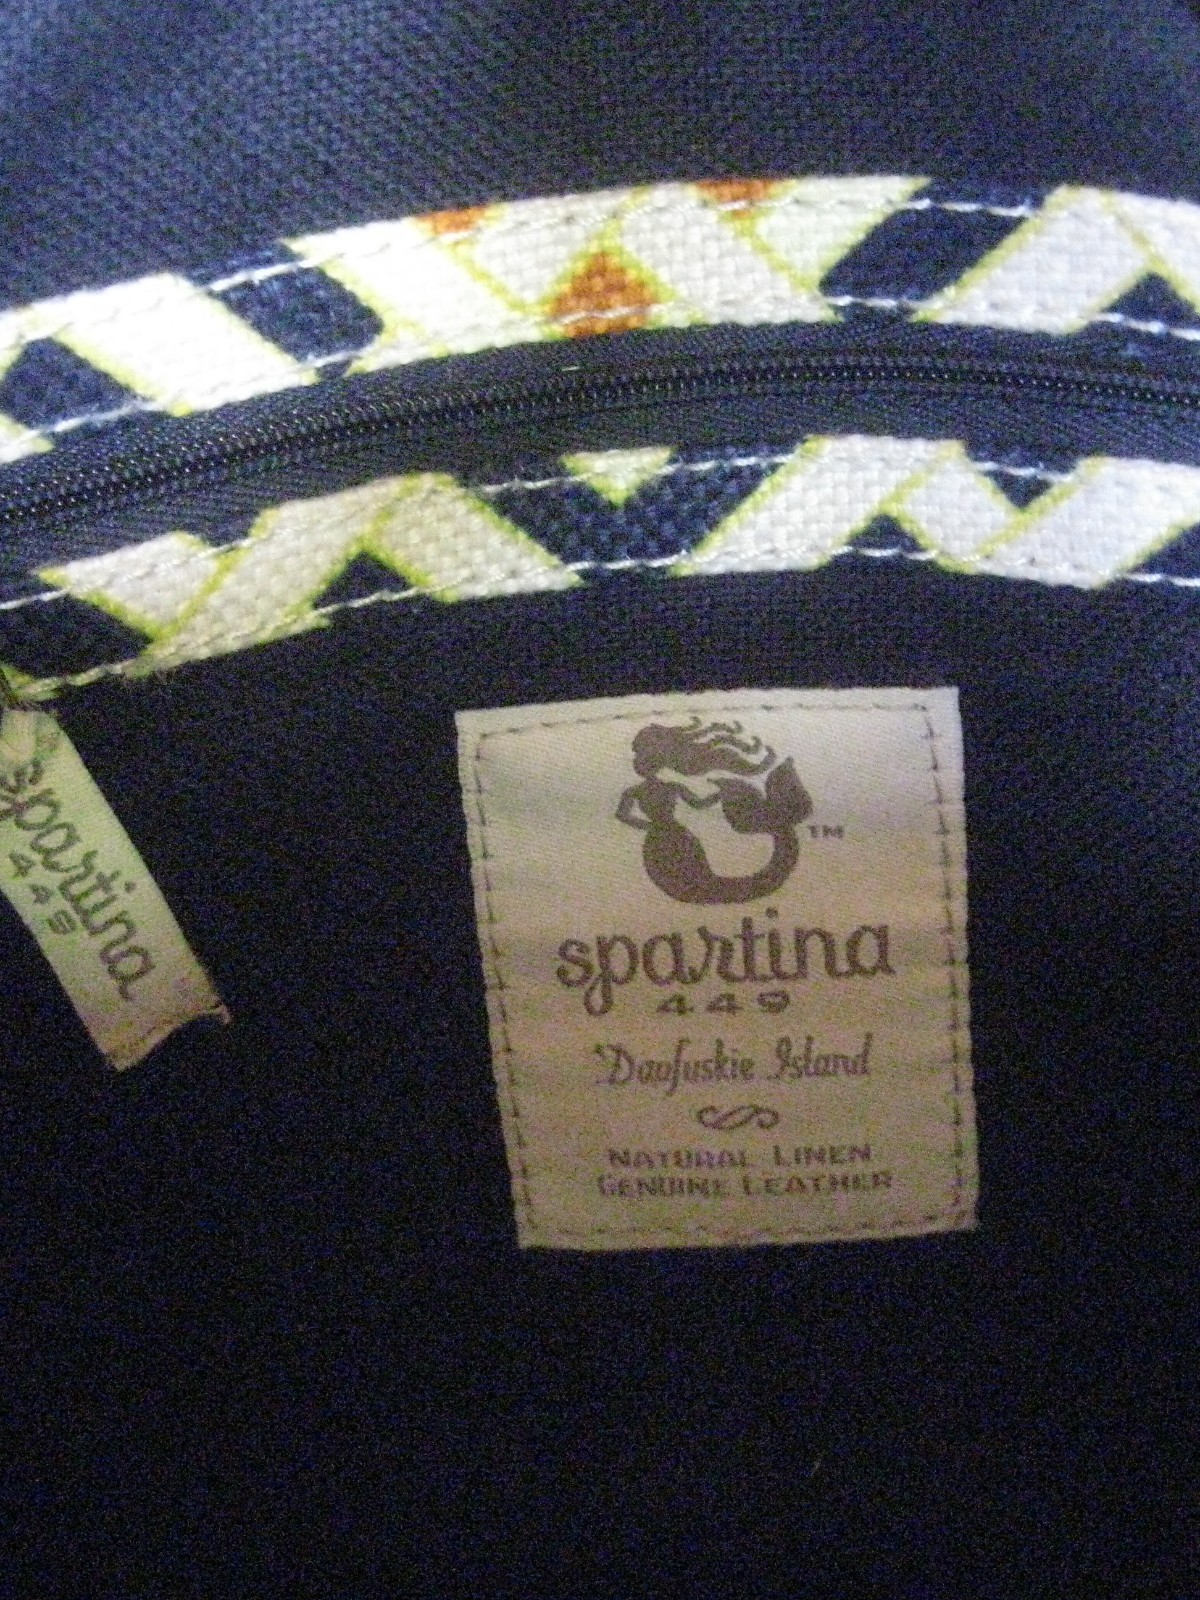 spartina
449
TM
spartina
449
Daufuskie Island
NATURAL LINEN
GENUINE LEATHER